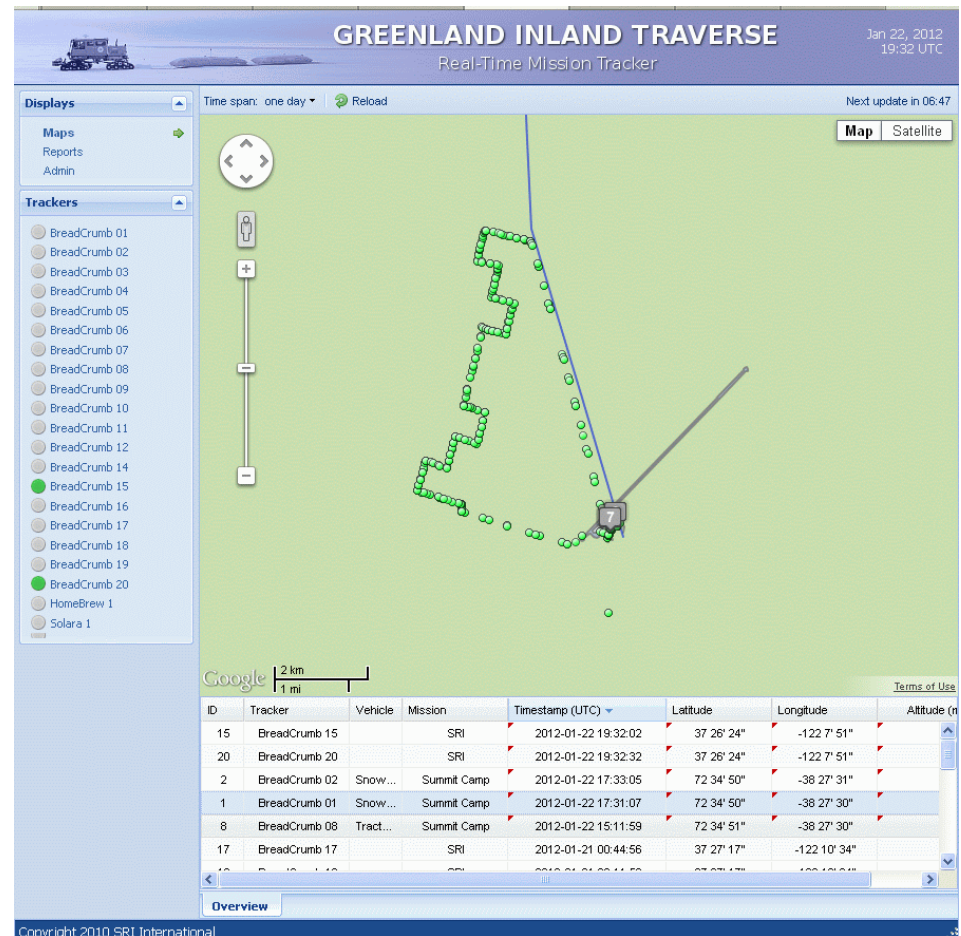 GREENLAND INLAND TRAVERSE
Real-Time Mission Tracker
Jan 22, 2012
19:32 UTC
Displays
Maps
Reports
Admin
Trackers
BreadCrumb 01
BreadCrumb 02
BreadCrumb 03
BreadCrumb 04
BreadCrumb 05
BreadCrumb 06
BreadCrumb 07
BreadCrumb 08
BreadCrumb 09
BreadCrumb 10
BreadCrumb 11
BreadCrumb 12
BreadCrumb 14
BreadCrumb 15
BreadCrumb 16
BreadCrumb 17
BreadCrumb 18
BreadCrumb 19
BreadCrumb 20
HomeBrew 1
Solara 1
Time span: one day Reload Next update in 06:47
Map Satellite
7
Google 2 km
1 mi
Terms of Use
ID Tracker Vehicle Mission Timestamp (UTC) Latitude Longitude Altitude (m
15 BreadCrumb 15 SRI 2012-01-22 19:32:02 37 26' 24" -122 7' 51"
20 BreadCrumb 20 SRI 2012-01-22 19:32:32 37 26' 24" -122 7' 51"
2 BreadCrumb 02 Snow... Summit Camp 2012-01-22 17:33:05 72 34' 50" -38 27' 31"
1 BreadCrumb 01 Snow... Summit Camp 2012-01-22 17:31:07 72 34' 50" -38 27' 30"
8 BreadCrumb 08 Tract... Summit Camp 2012-01-22 15:11:59 72 34' 51" -38 27' 30"
17 BreadCrumb 17 SRI 2012-01-21 00:44:56 37 27' 17" -122 10' 34"
Overview
Copyright 2010 SRI International